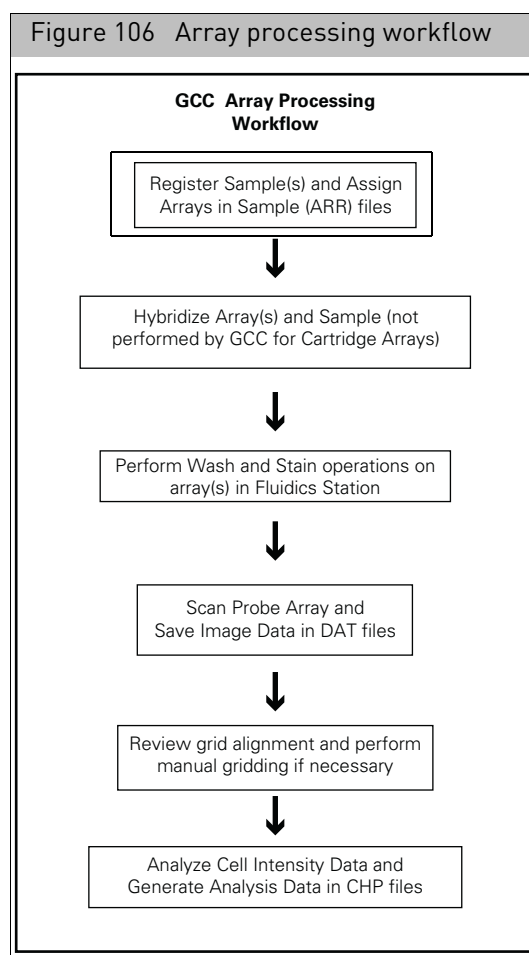 Figure 106 Array processing workflow
GCC Array Processing
Workflow
Register Sample(s) and Assign
Arrays in Sample (ARR) files
Hybridize Array(s) and Sample (not
performed by GCC for Cartridge Arrays)
Perform Wash and Stain operations on
array(s) in Fluidics Station
Scan Probe Array and
Save Image Data in DAT files
Review grid alignment and perform
manual gridding if necessary
Analyze Cell Intensity Data and
Generate Analysis Data in CHP files